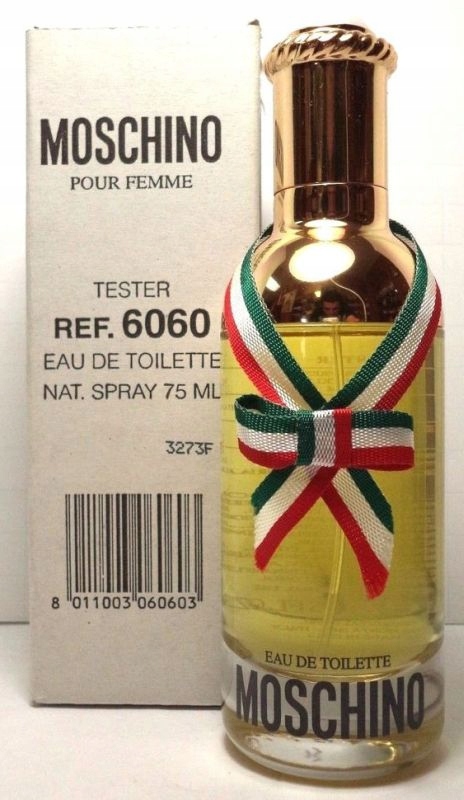 MOSCHINO
POUR FEMME
TESTER
REF. 6060
EAU DE TOILETTE
NAT. SPRAY 75 ML
3273F
8 011003 060603
EAU DE TOILETTE
MOSCHINO